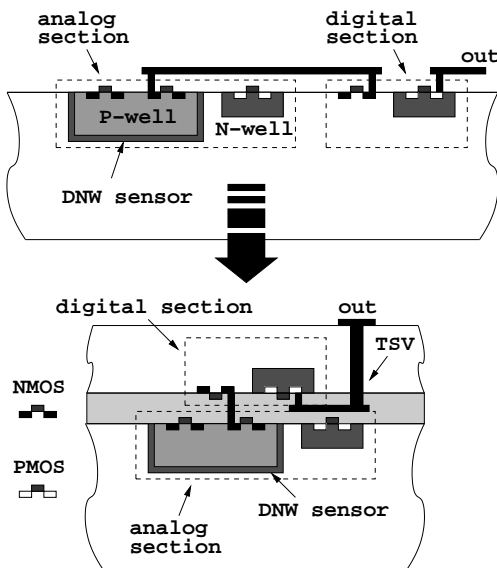 analog
section
digital
section
out
P-well
N-well
DNW sensor
digital section
out
TSV
NMOS
PMOS
DNW sensor
analog
section